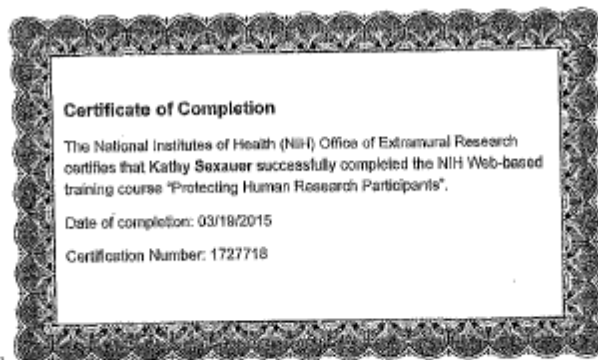 Certificate of Completion
The National Institutes of Health (NIH) Office of Extramural Research
certifies that Kathy Sexauer successfully completed the NIH Web-based
training course "Protecting Human Research Participants".
Date of completion: 03/19/2015
Certification Number: 1727718